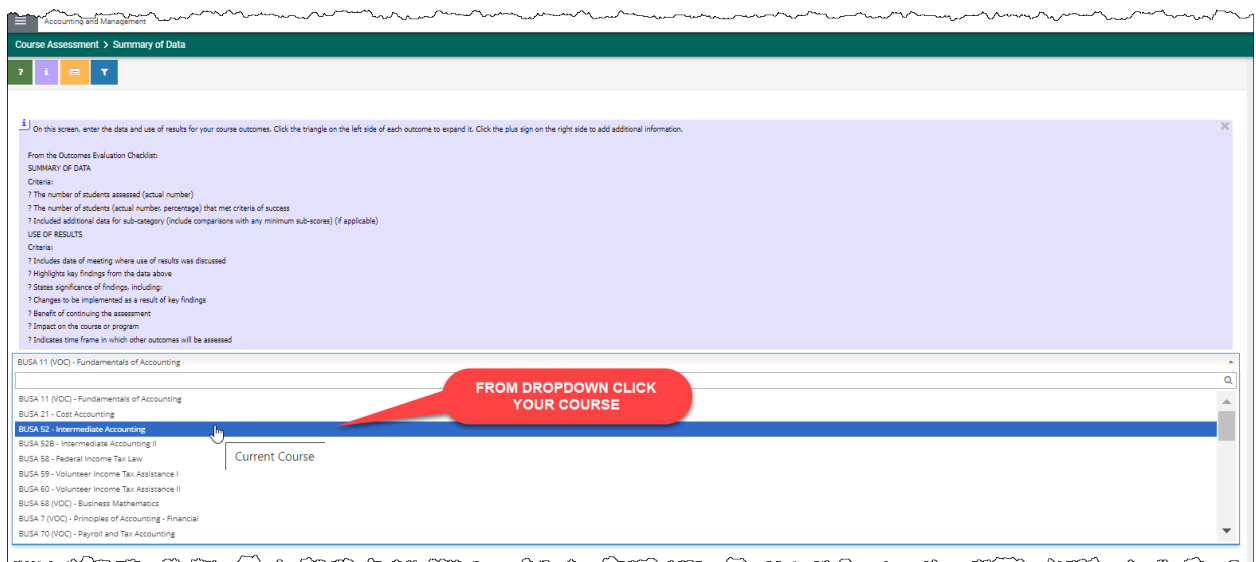 Accounting and Management
Course Assessment > Summary of Data
? i
i On this screen, enter the data and use of results for your course outcomes. Click the triangle on the left side of each outcome to expand it. Click the plus sign on the right side to add additional information.
From the Outcomes Evaluation Checklist:
SUMMARY OF DATA
Criteria:
? The number of students assessed (actual number)
? The number of students (actual number, percentage) that met criteria of success
? Included additional data for sub-category (include comparisons with any minimum sub-scores) (if applicable)
USE OF RESULTS
Criteria:
? Includes date of meeting where use of results was discussed
? Highlights key findings from the data above
? States significance of findings, including:
? Changes to be implemented as a result of key findings
? Benefit of continuing the assessment
? Impact on the course or program
? Indicates time frame in which other outcomes will be assessed
BUSA 11 (VOC) - Fundamentals of Accounting
FROM DROPDOWN CLICK
YOUR COURSE
BUSA 11 (VOC) - Fundamentals of Accounting
BUSA 21 - Cost Accounting
BUSA 52 - Intermediate Accounting
BUSA 52B - Intermediate Accounting II
Current Course
BUSA 58 - Federal Income Tax Law
BUSA 59 - Volunteer Income Tax Assistance I
BUSA 60 - Volunteer Income Tax Assistance II
BUSA 68 (VOC) - Business Mathematics
BUSA 7 (VOC) - Principles of Accounting - Financial
BUSA 70 (VOC) - Payroll and Tax Accounting